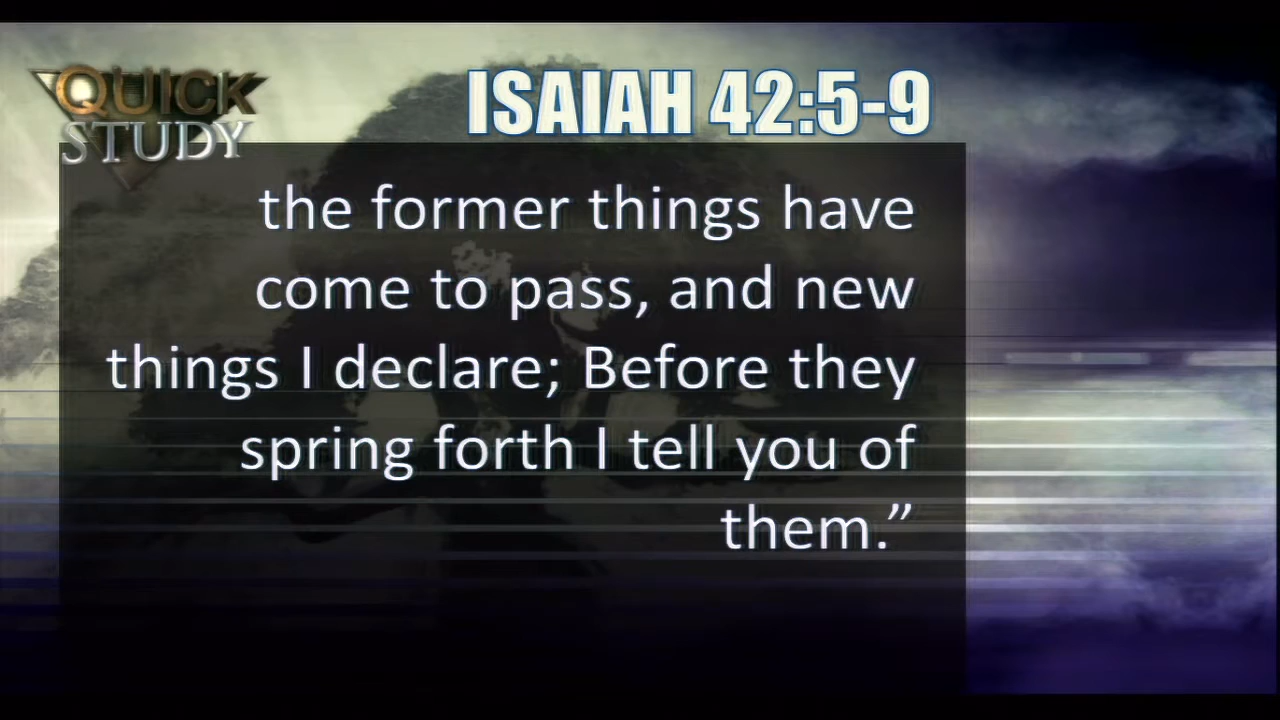 QUICK
STUDY
ISAIAH 42:5-9
the former things have
come to pass, and new
things I declare; Before they
spring forth I tell you of
them.”